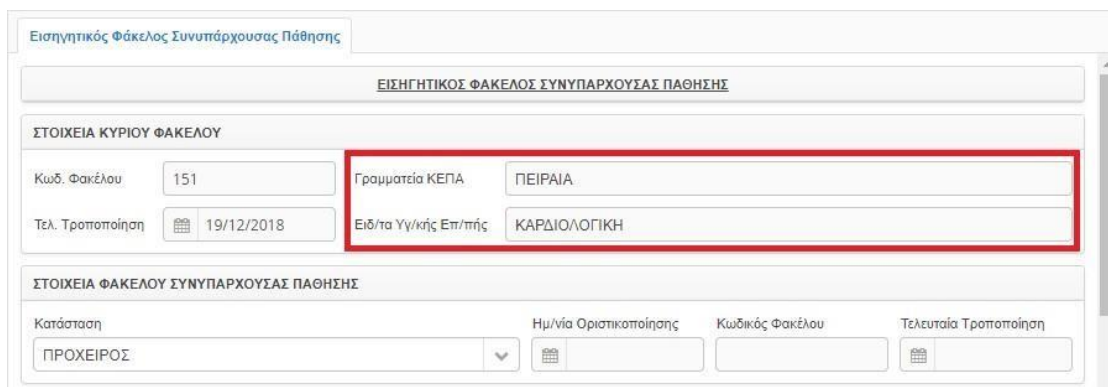 Εισηγητικός Φάκελος Συνυπάρχουσας Πάθησης
ΕΙΣΗΓΗΤΙΚΟΣ ΦΑΚΕΛΟΣ ΣΥΝΥΠΑΡΧΟΥΣΑΣ ΠΑΘΗΣΗΣ
ΣΤΟΙΧΕΙΑ ΚΥΡΙΟΥ ΦΑΚΕΛΟΥ
Κωδ. Φακέλου 151 Γραμματεία ΚΕΠΑ ΠΕΙΡΑΙΑ
Τελ. Τροποποίηση 19/12/2018 Ειδ/τα Υγ/κής Επ/πής ΚΑΡΔΙΟΛΟΓΙΚΗ
ΣΤΟΙΧΕΙΑ ΦΑΚΕΛΟΥ ΣΥΝΥΠΑΡΧΟΥΣΑΣ ΠΑΘΗΣΗΣ
Κατάσταση Ημ/νία Οριστικοποίησης Κωδικός Φακέλου Τελευταία Τροποποίηση
ΠΡΟΧΕΙΡΟΣ